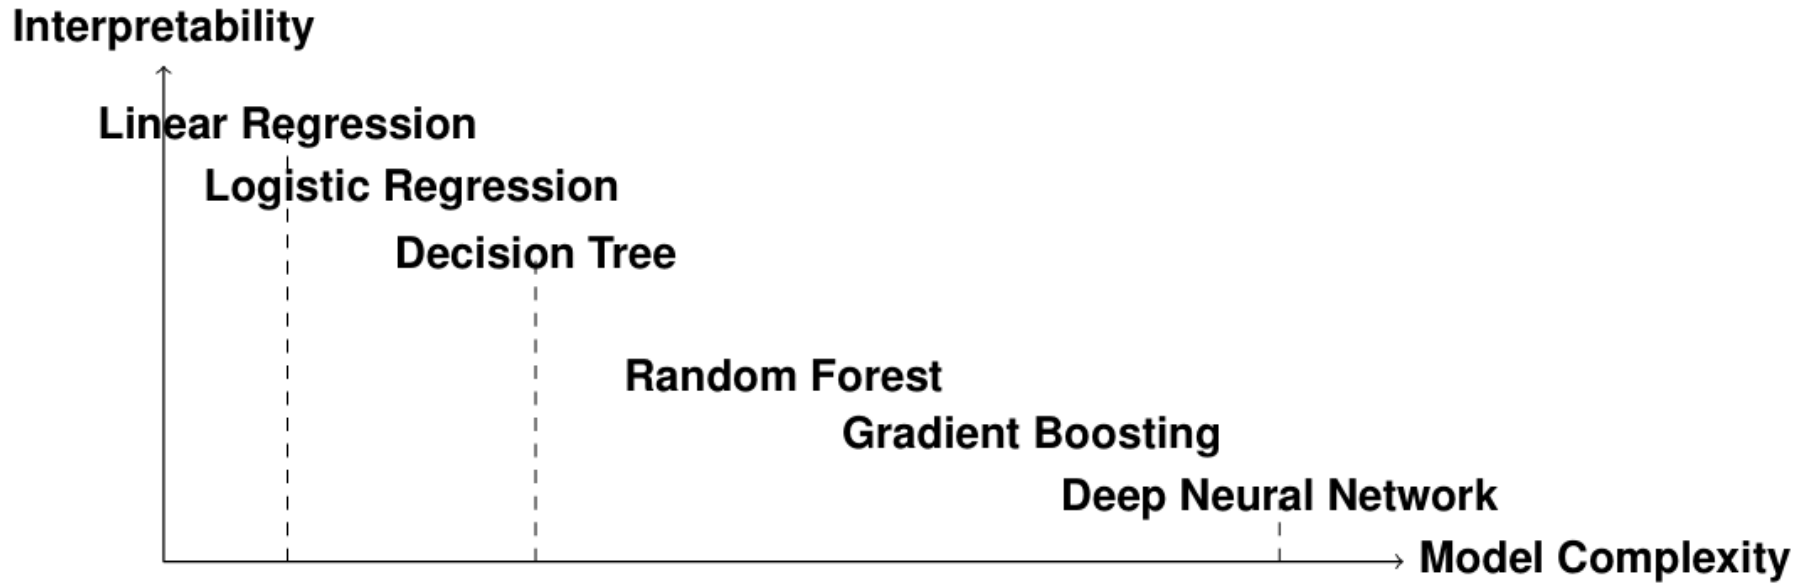 Interpretability
Linear Regression
Logistic Regression
Decision Tree
Random Forest
Gradient Boosting
Deep Neural Network
Model Complexity